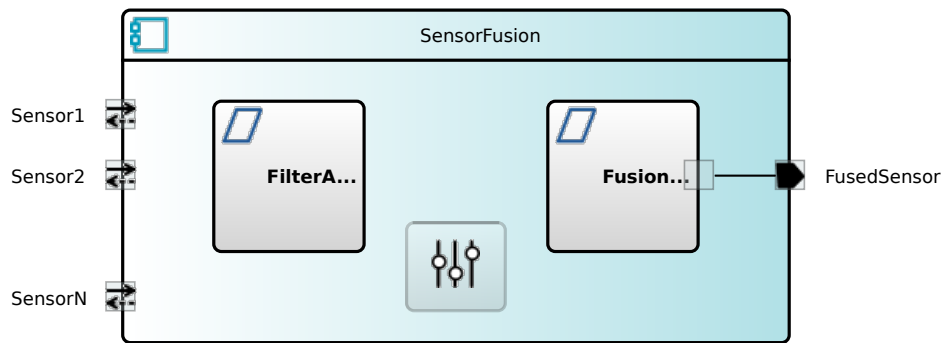 SensorFusion
Sensor1
Sensor2
SensorN
FilterA...
Fusion...
FusedSensor